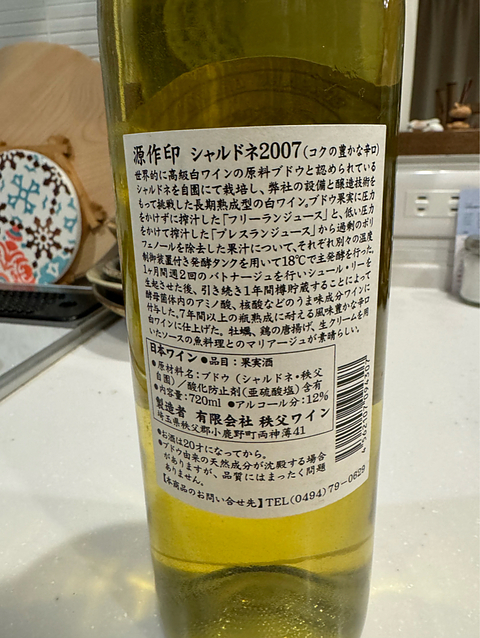 源作印 シャルドネ2007(コクの豊かな辛口)
世界的に高級白ワインの原料ブドウと認められている
シャルドネを自園にて栽培し、弊社の設備と醸造技術を
もって挑戦した長期熟成型の白ワイン。ブドウ果実に圧力
をかけずに搾汁した「フリーランジュース」と、低い圧力
をかけて搾汁した「プレスランジュース」から過剰のポリ
フェノールを除去した果汁について、それぞれ別々の温度
制御装置付き発酵タンクを用いて18℃で主発酵を行った。
1ヶ月間週2回のバトナージュを行いシュール・リーを
生起させた後、引き続き1年間樽貯蔵することによって
酵母菌体内のアミノ酸、核酸などのうま味成分ワインに
付与した。7年間以上の瓶熟成に耐える風味豊かな辛口
白ワインに仕上げた。牡蠣、鶏の唐揚げ、生クリームを用
いたソースの魚料理とのマリアージュが素晴らしい。
日本ワイン ●品目:果実酒
●原材料名:ブドウ(シャルドネ・秩父
自園)/酸化防止剤(亜硫酸塩)含有
●内容量:720ml ●アルコール分:12%
製造者 有限会社 秩父ワイン
埼玉県秩父郡小鹿野町両神薄41
●お酒は20才になってから。
●ブドウ由来の天然成分が沈殿する場合
がありますが、品質にはまったく問題
ありません。
【本商品のお問い合せ先】TEL(0494)79-0629